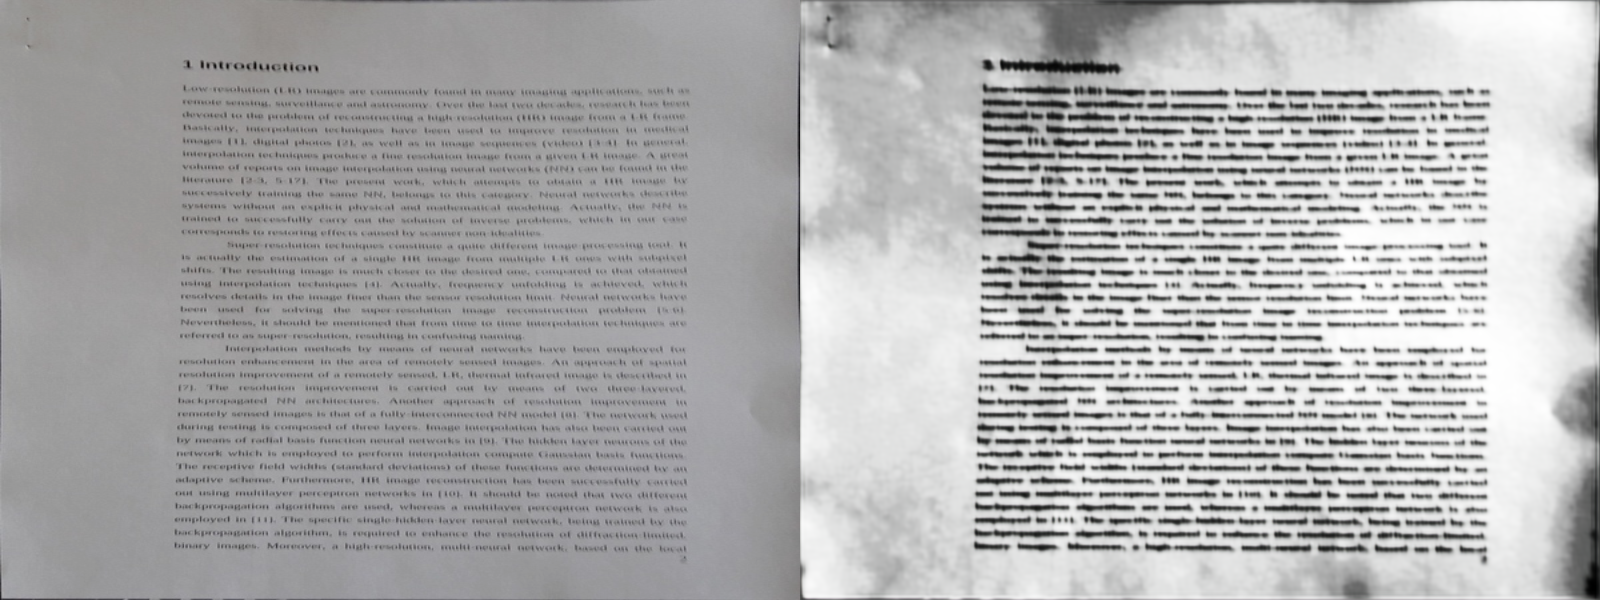 1 Introduction
Low-resolution (LR) images are commonly found in many imaging applications, such as
remote sensing, surveillance and astronomy. Over the last two decades, research has been
devoted to the problem of reconstructing a high-resolution (HR) image from a LR frame.
Basically, interpolation techniques have been used to improve resolution in medical
images [1], digital photos [2], as well as in image sequences (video) [3-4]. In general,
interpolation techniques produce a fine resolution image from a given LR image. A great
volume of reports on image interpolation using neural networks (NN) can be found in the
literature [2-3, 5-17]. The present work, which attempts to obtain a HR image by
successively training the same NN, belongs to this category. Neural networks describe
systems without an explicit physical and mathematical modeling. Actually, the NN is
trained to successfully carry out the solution of inverse problems, which in our case
corresponds to restoring effects caused by scanner non-idealities.
Super-resolution techniques constitute a quite different image-processing tool. It
is actually the estimation of a single HR image from multiple LR ones with subpixel
shifts. The resulting image is much closer to the desired one, compared to that obtained
using interpolation techniques [4]. Actually, frequency unfolding is achieved, which
resolves details in the image finer than the sensor resolution limit. Neural networks have
been used for solving the super-resolution image reconstruction problem [5-6].
Nevertheless, it should be mentioned that from time to time interpolation techniques are
referred to as super-resolution, resulting in confusing naming.
Interpolation methods by means of neural networks have been employed for
resolution enhancement in the area of remotely sensed images. An approach of spatial
resolution improvement of a remotely sensed, LR, thermal infrared image is described in
[7]. The resolution improvement is carried out by means of two three-layered,
backpropagated NN architectures. Another approach of resolution improvement in
remotely sensed images is that of a fully-interconnected NN model [8]. The network used
during testing is composed of three layers. Image interpolation has also been carried out
by means of radial basis function neural networks in [9]. The hidden layer neurons of the
network which is employed to perform interpolation compute Gaussian basis functions.
The receptive field widths (standard deviations) of these functions are determined by an
adaptive scheme. Furthermore, HR image reconstruction has been successfully carried
out using multilayer perceptron networks in [10]. It should be noted that two different
backpropagation algorithms are used, whereas a multilayer perceptron network is also
employed in [11]. The specific single-hidden-layer neural network, being trained by the
backpropagation algorithm, is required to enhance the resolution of diffraction-limited,
binary images. Moreover, a high-resolution, multi-neural network, based on the local
2